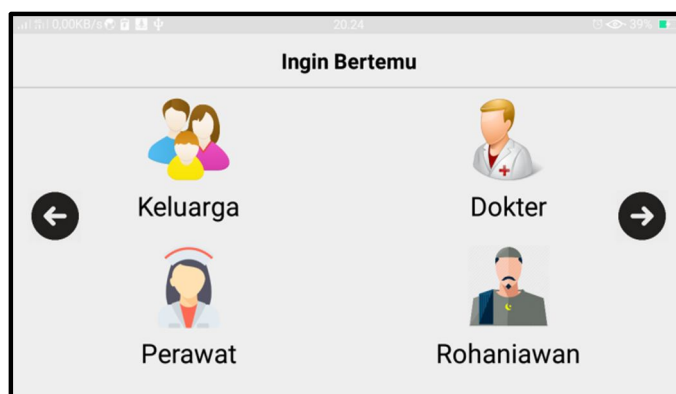 0,00KB/s 20.24 39%
Ingin Bertemu
Keluarga Dokter
Perawat Rohaniawan